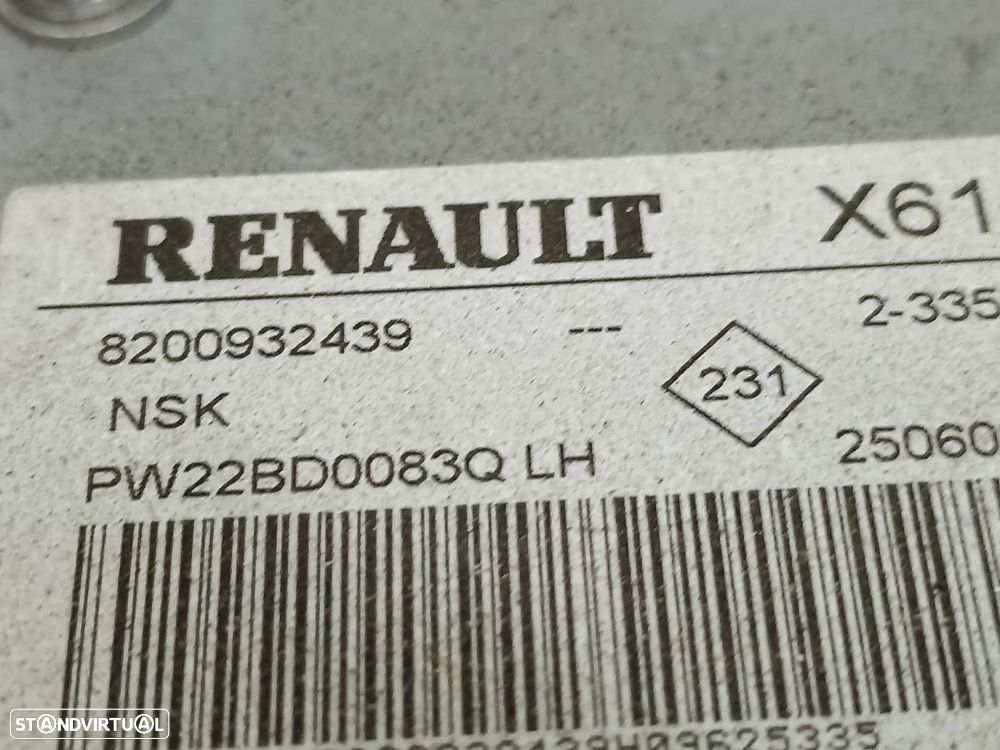 RENAULT X61
8200932439 --- 2-335
NSK 231
PW22BD0083Q LH 25060
STANDVIRTUAL